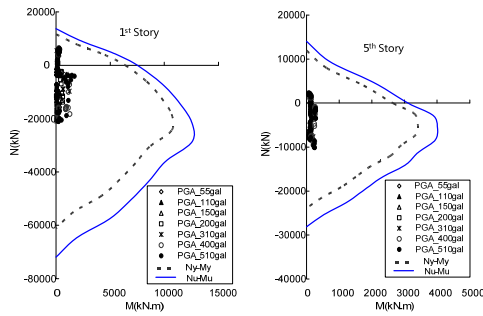 1st Story
N(kN)
20000
0
-20000
-40000
-60000
-80000
PGA_55gal
PGA_110gal
PGA_150gal
PGA_200gal
PGA_310gal
PGA_400gal
PGA_510gal
Ny-My
Nu-Mu
0 5000 10000 15000
M(kN.m)
5th Story
N(kN)
20000
10000
0
-10000
-20000
-30000
-40000
PGA_55gal
PGA_110gal
PGA_150gal
PGA_200gal
PGA_310gal
PGA_400gal
PGA_510gal
Ny-My
Nu-Mu
0 1000 2000 3000 4000 5000
M(kN.m)